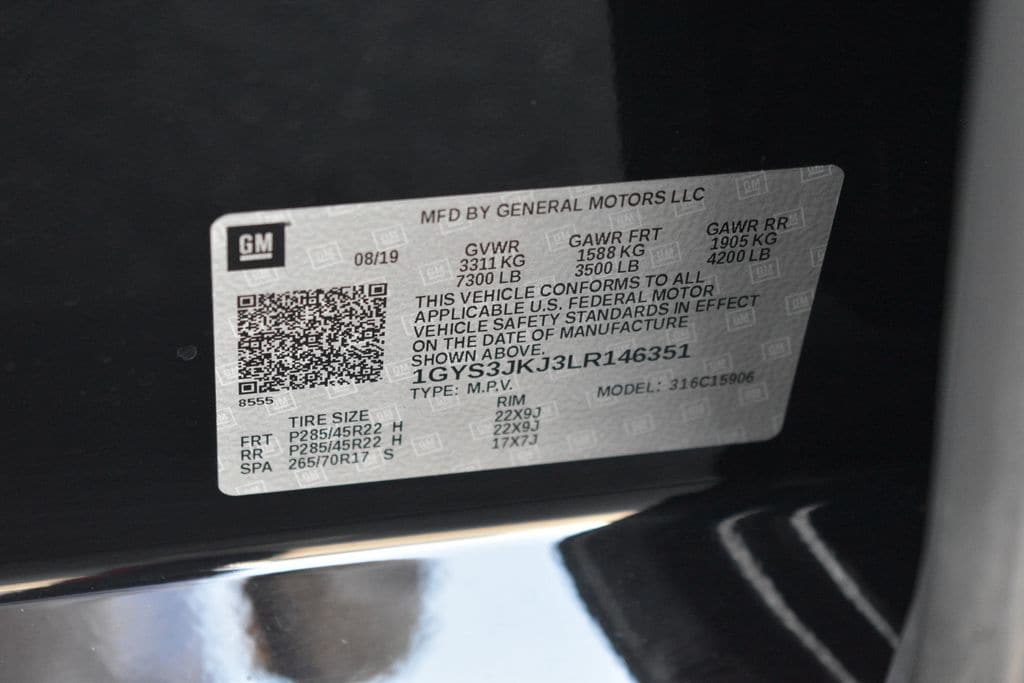 MFD BY GENERAL MOTORS LLC
GM
08/19
GVWR
3311 KG
7300 LB
GAWR FRT
1588 KG
3500 LB
GAWR RR
1905 KG
4200 LB
THIS VEHICLE CONFORMS TO ALL
APPLICABLE U.S. FEDERAL MOTOR
VEHICLE SAFETY STANDARDS IN EFFECT
ON THE DATE OF MANUFACTURE
SHOWN ABOVE.
1GYS3JKJ3LR146351
TYPE: M.P.V.
MODEL: 316C15906
8555
TIRE SIZE
RIM
FRT P285/45R22 H 22X9J
RR P285/45R22 H 22X9J
SPA 265/70R17 S 17X7J